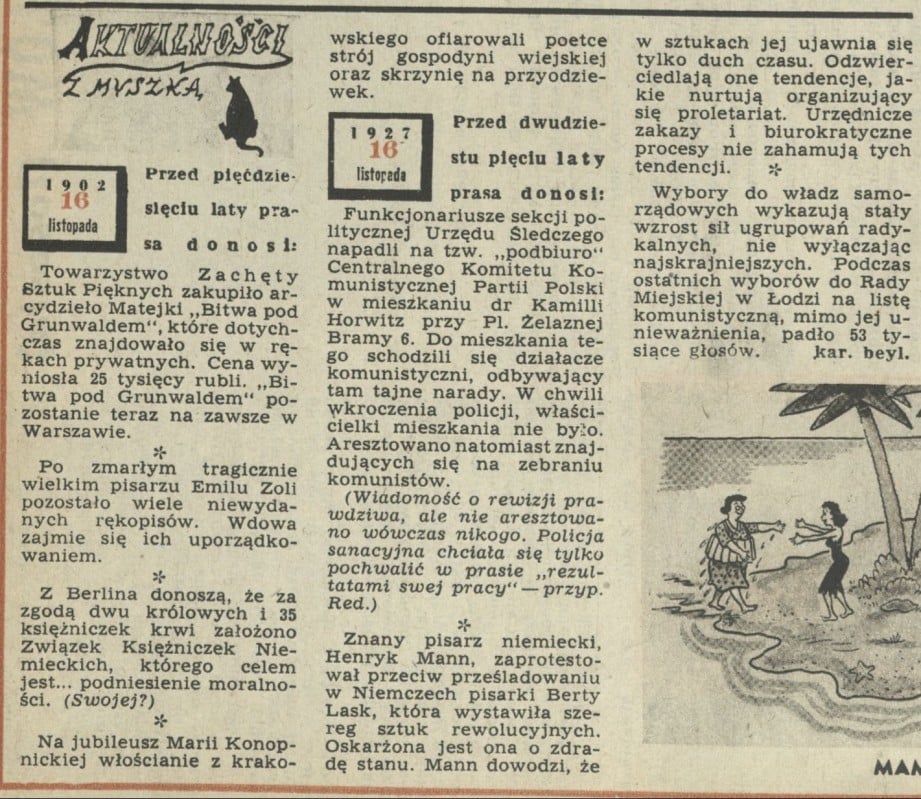 AKTUALNOŚCI
Z MYSZKĄ
1902
16
listopada
Przed pięćdzie-
sięciu laty pra-
sa donosi:
Towarzystwo Zachęty
Sztuk Pięknych zakupiło ar-
cydzieło Matejki „Bitwa pod
Grunwaldem“, które dotych-
czas znajdowało się w rę-
kach prywatnych. Cena wy-
niosła 25 tysięcy rubli. „Bi-
twa pod Grunwaldem“ po-
zostanie teraz na zawsze w
Warszawie.
*
Po zmarłym tragicznie
wielkim pisarzu Emilu Zoli
pozostało wiele niewyda-
nych rękopisów. Wdowa
zajmie się ich uporządko-
waniem.
*
Z Berlina donoszą, że za
zgodą dwu królowych i 35
księżniczek krwi założono
Związek Księżniczek Nie-
mieckich, którego celem
jest... podniesienie moralno-
ści. (Swojej?)
*
Na jubileusz Marii Konop-
nickiej włościanie z krako-
wskiego ofiarowali poetce
strój gospodyni wiejskiej
oraz skrzynię na przyodzie-
wek.
1927
16
listopada
Przed dwudzie-
stu pięciu laty
prasa donosi:
Funkcjonariusze sekcji po-
litycznej Urzędu Śledczego
napadli na tzw. „podbiuro“
Centralnego Komitetu Ko-
munistycznej Partii Polski
w mieszkaniu dr Kamilli
Horwitz przy Pl. Żelaznej
Bramy 6. Do mieszkania te-
go schodzili się działacze
komunistyczni, odbywający
tam tajne narady. W chwili
wkroczenia policji, właści-
cielki mieszkania nie było.
Aresztowano natomiast znaj-
dujących się na zebraniu
komunistów.
(Wiadomość o rewizji pra-
wdziwa, ale nie aresztowa-
no wówczas nikogo. Policja
sanacyjna chciała się tylko
pochwalić w prasie „rezul-
tatami swej pracy“ — przyp.
Red.)
*
Znany pisarz niemiecki,
Henryk Mann, zaprotesto-
wał przeciw prześladowaniu
w Niemczech pisarki Berty
Lask, która wystawiła sze-
reg sztuk rewolucyjnych.
Oskarżona jest ona o zdra-
dę stanu. Mann dowodzi, że
w sztukach jej ujawnia się
tylko duch czasu. Odzwier-
ciedlają one tendencje, ja-
kie nurtują organizujący
się proletariat. Urzędnicze
zakazy i biurokratyczne
procesy nie zahamują tych
tendencji. *
Wybory do władz samo-
rządowych wykazują stały
wzrost sił ugrupowań rady-
kalnych, nie wyłączając
najskrajniejszych. Podczas
ostatnich wyborów do Rady
Miejskiej w Łodzi na listę
komunistyczną, mimo jej u-
nieważnienia, padło 53 ty-
siące głosów. kar. beyl.
MAM